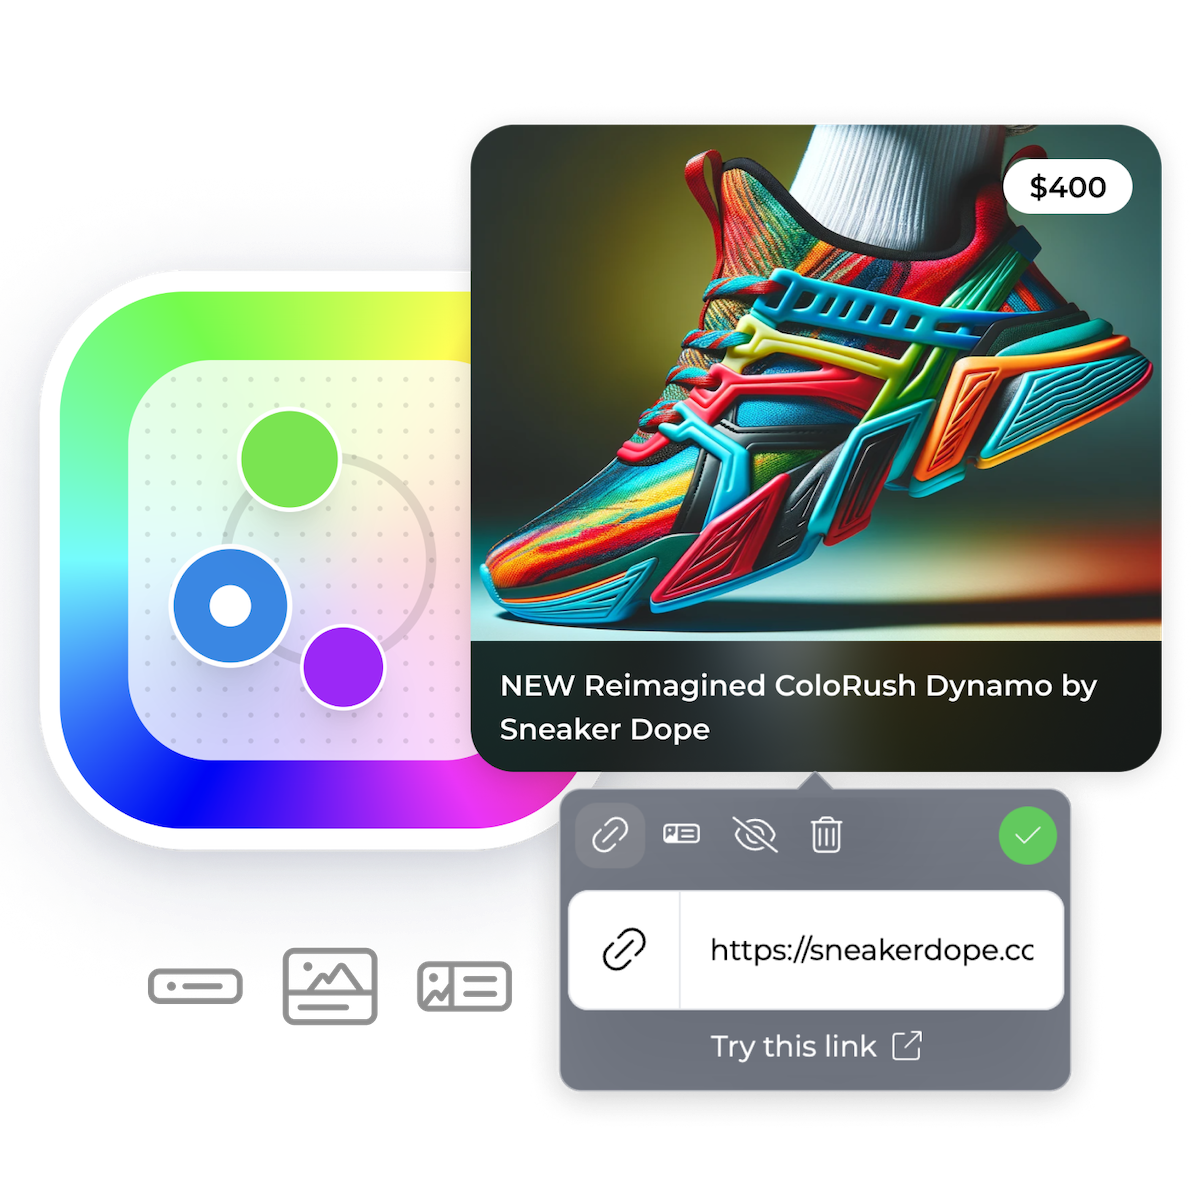 $400
NEW Reimagined ColoRush Dynamo by
Sneaker Dope
https://sneakerdope.cc
Try this link